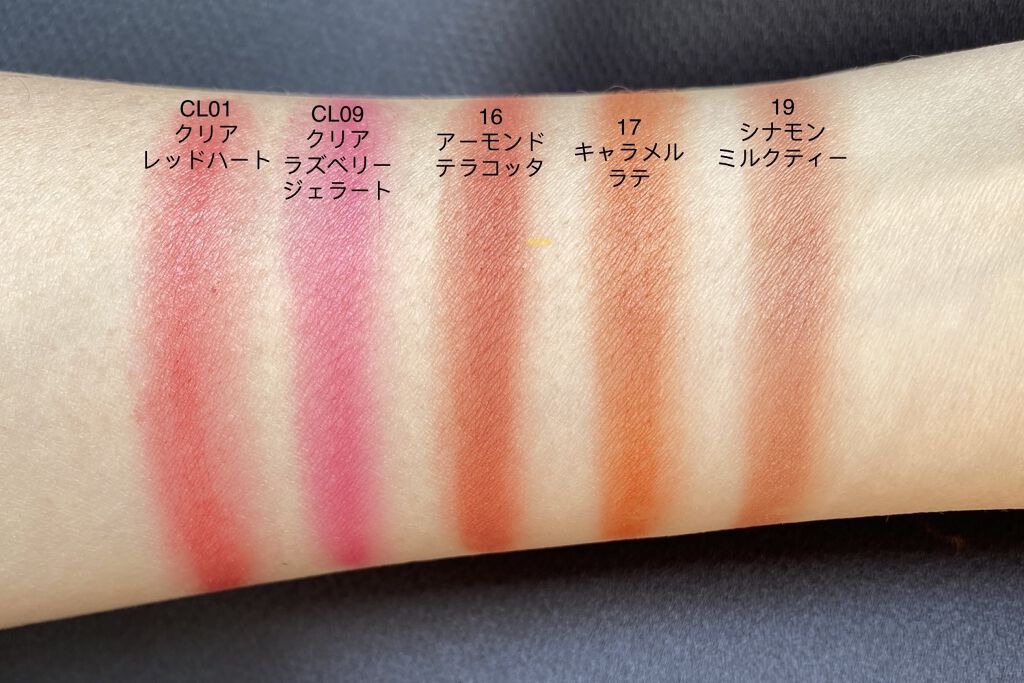 CL01
クリア
レッドハート
CL09
クリア
ラズベリー
ジェラート
16
アーモンド
テラコッタ
17
キャラメル
ラテ
19
シナモン
ミルクティー